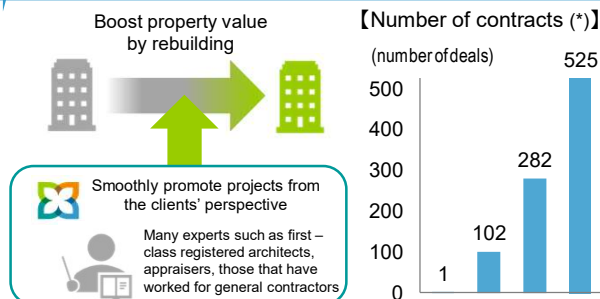 Boost property value
by rebuilding
Smoothly promote projects from
the clients' perspective
Many experts such as first –
class registered architects,
appraisers, those that have
worked for general contractors
【Number of contracts (*)】
(number of deals)
525
500
400
300
282
200
102
100
1
0